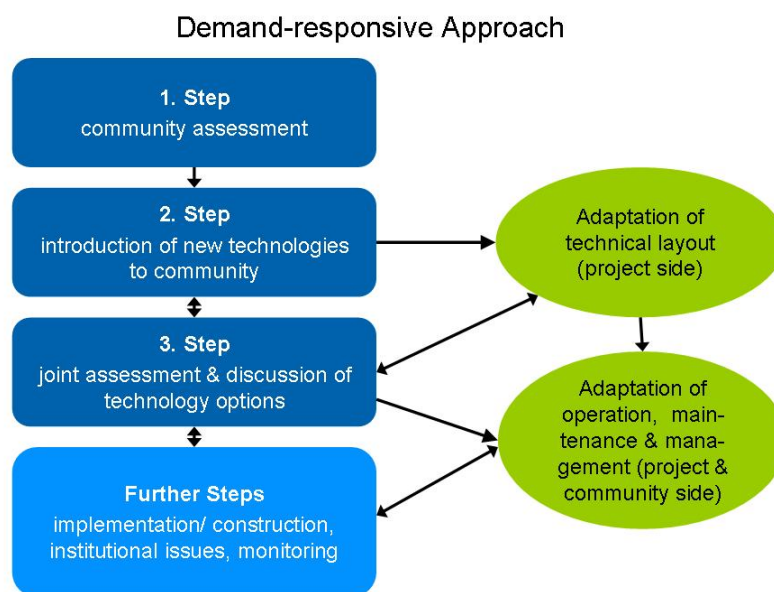 Demand-responsive Approach
1. Step
community assessment
2. Step
introduction of new technologies
to community
3. Step
joint assessment & discussion of
technology options
Further Steps
implementation/ construction,
institutional issues, monitoring
Adaptation of
technical layout
(project side)
Adaptation of
operation, main-
tenance & mana-
gement (project &
community side)